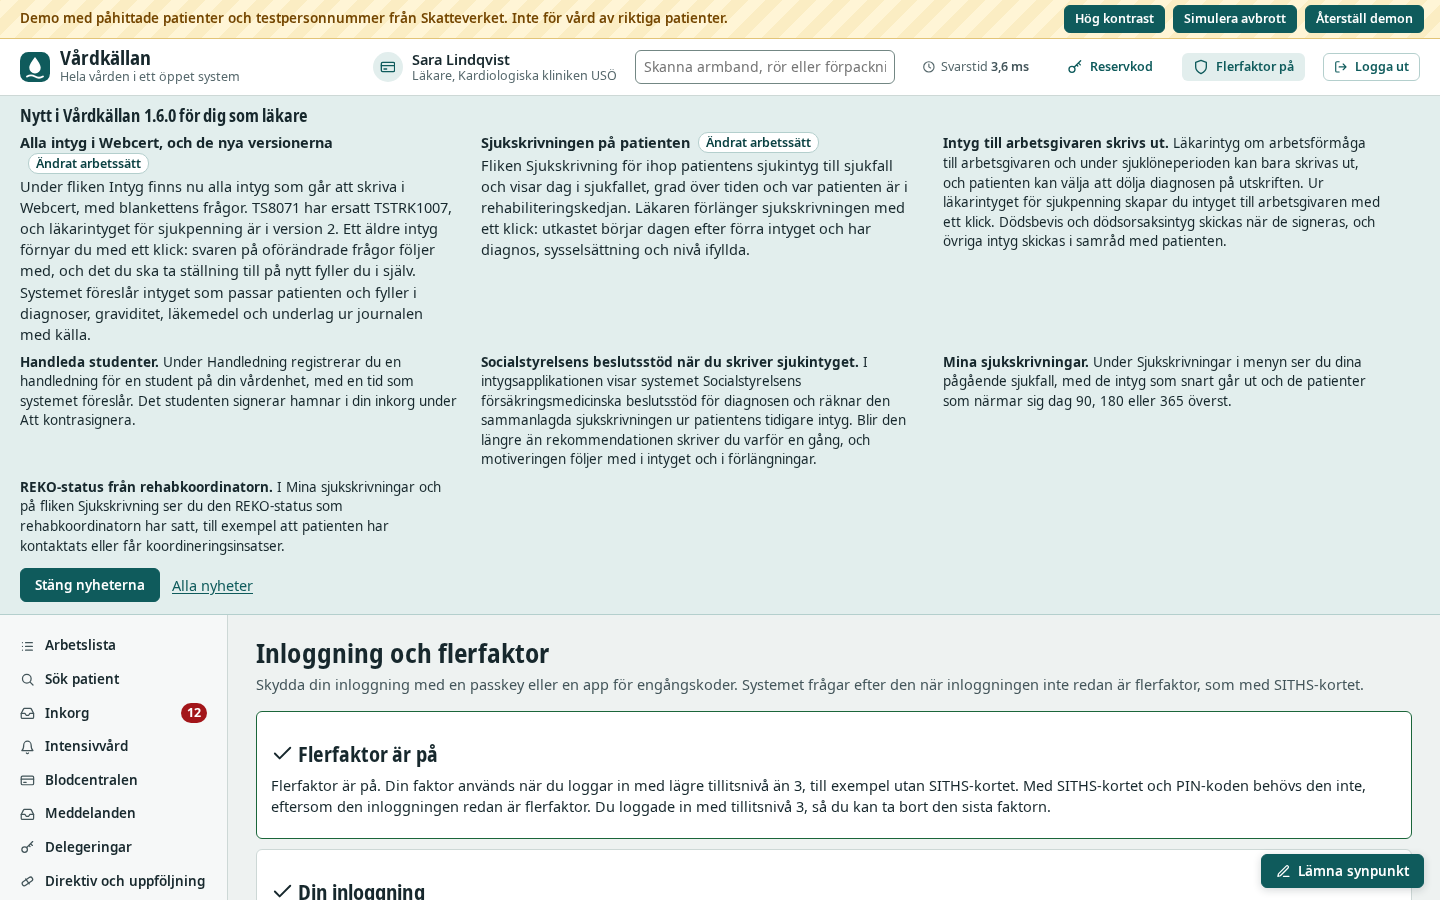 Demo med påhittade patienter och testpersonnummer från Skatteverket. Inte för vård av riktiga patienter.
Hög kontrast
Simulera avbrott
Återställ demon
Vårdkällan
Hela vården i ett öppet system
Sara Lindqvist
Läkare, Kardiologiska kliniken USÖ
Skanna armband, rör eller förpackni
Svarstid 3,6 ms
Reservkod
Flerfaktor på
Logga ut
Nytt i Vårdkällan 1.6.0 för dig som läkare
Alla intyg i Webcert, och de nya versionerna
Ändrat arbetssätt
Under fliken Intyg finns nu alla intyg som går att skriva i
Webcert, med blankettens frågor. TS8071 har ersatt TSTRK1007,
och läkarintyget för sjukpenning är i version 2. Ett äldre intyg
förnyar du med ett klick: svaren på oförändrade frågor följer
med, och det du ska ta ställning till på nytt fyller du i själv.
Systemet föreslår intyget som passar patienten och fyller i
diagnoser, graviditet, läkemedel och underlag ur journalen
med källa.
Sjukskrivningen på patienten Ändrat arbetssätt
Fliken Sjukskrivning för ihop patientens sjukintyg till sjukfall
och visar dag i sjukfallet, grad över tiden och var patienten är i
rehabiliteringskedjan. Läkaren förlänger sjukskrivningen med
ett klick: utkastet börjar dagen efter förra intyget och har
diagnos, sysselsättning och nivå ifyllda.
Intyg till arbetsgivaren skrivs ut. Läkarintyg om arbetsförmåga
till arbetsgivaren och under sjuklöneperioden kan bara skrivas ut,
och patienten kan välja att dölja diagnosen på utskriften. Ur
läkarintyget för sjukpenning skapar du intyget till arbetsgivaren med
ett klick. Dödsbevis och dödsorsaksintyg skickas när de signeras, och
övriga intyg skickas i samråd med patienten.
Handleda studenter. Under Handledning registrerar du en
handledning för en student på din vårdenhet, med en tid som
systemet föreslår. Det studenten signerar hamnar i din inkorg under
Att kontrasignera.
Socialstyrelsens beslutsstöd när du skriver sjukintyget. I
intygsapplikationen visar systemet Socialstyrelsens
försäkringsmedicinska beslutsstöd för diagnosen och räknar den
sammanlagda sjukskrivningen ur patientens tidigare intyg. Blir den
längre än rekommendationen skriver du varför en gång, och
motiveringen följer med i intyget och i förlängningar.
Mina sjukskrivningar. Under Sjukskrivningar i menyn ser du dina
pågående sjukfall, med de intyg som snart går ut och de patienter
som närmar sig dag 90, 180 eller 365 överst.
REKO-status från rehabkoordinatorn. I Mina sjukskrivningar och
på fliken Sjukskrivning ser du den REKO-status som
rehabkoordinatorn har satt, till exempel att patienten har
kontaktats eller får koordineringsinsatser.
Stäng nyheterna
Alla nyheter
Arbetslista
Sök patient
Inkorg 12
Intensivvård
Blodcentralen
Meddelanden
Delegeringar
Direktiv och uppföljning
Inloggning och flerfaktor
Skydda din inloggning med en passkey eller en app för engångskoder. Systemet frågar efter den när inloggningen inte redan är flerfaktor, som med SITHS-kortet.
Flerfaktor är på
Flerfaktor är på. Din faktor används när du loggar in med lägre tillitsnivå än 3, till exempel utan SITHS-kortet. Med SITHS-kortet och PIN-koden behövs den inte,
eftersom den inloggningen redan är flerfaktor. Du loggade in med tillitsnivå 3, så du kan ta bort den sista faktorn.
Din inloggning
Lämna synpunkt